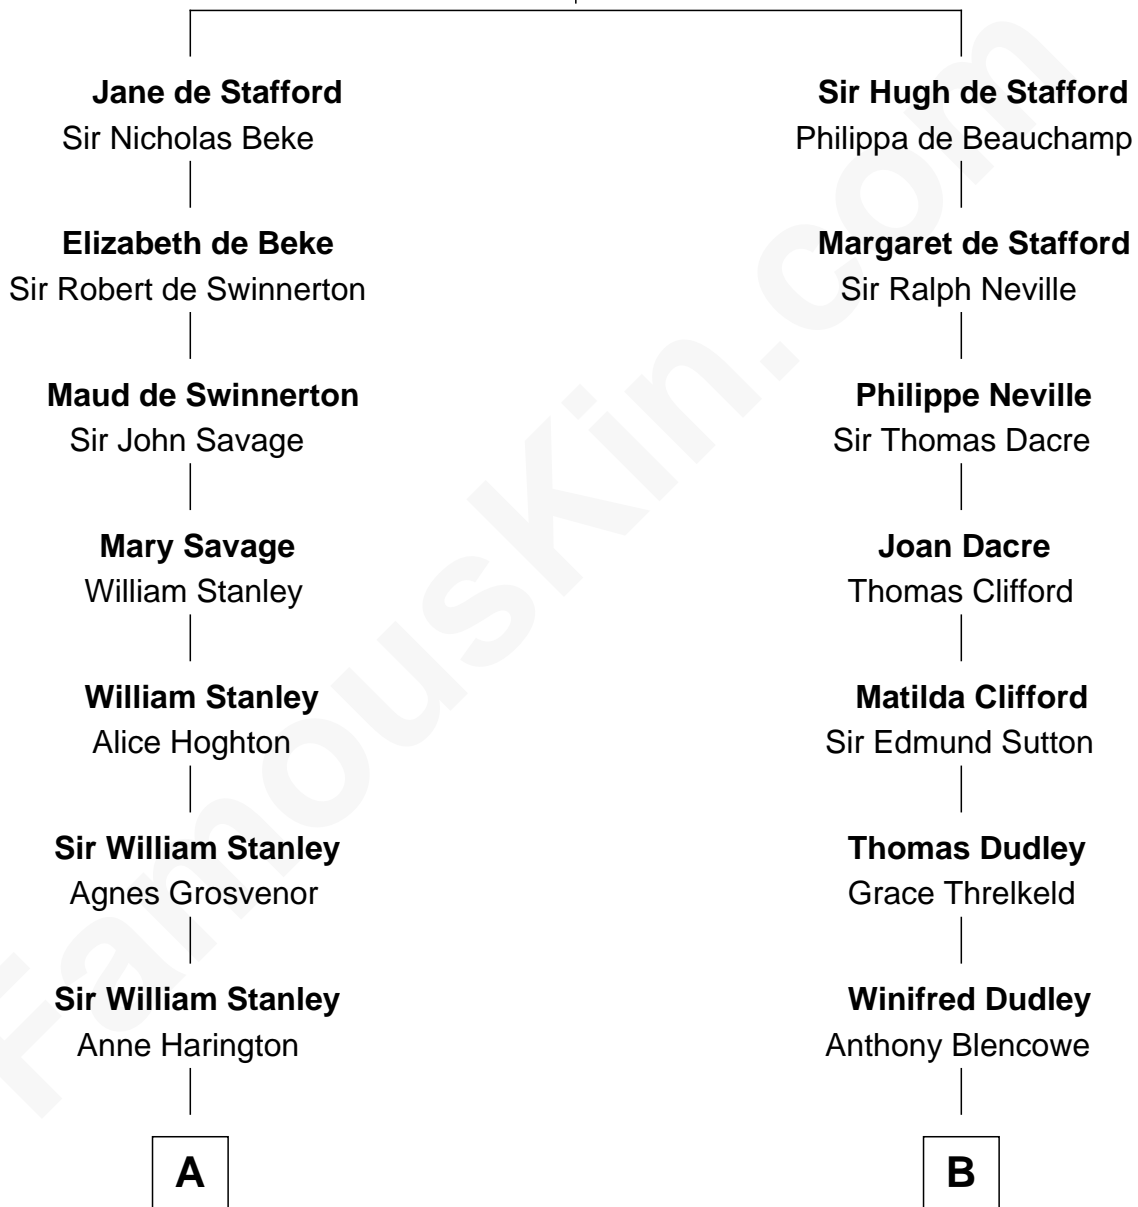 Jane de Stafford
Sir Nicholas Beke
Elizabeth de Beke
Sir Robert de Swinnerton
Maud de Swinnerton
Sir John Savage
Mary Savage
William Stanley
William Stanley
Alice Hoghton
Sir William Stanley
Agnes Grosvenor
Sir William Stanley
Anne Harington
A
Sir Hugh de Stafford
Philippa de Beauchamp
Margaret de Stafford
Sir Ralph Neville
Philippe Neville
Sir Thomas Dacre
Joan Dacre
Thomas Clifford
Matilda Clifford
Sir Edmund Sutton
Thomas Dudley
Grace Threlkeld
Winifred Dudley
Anthony Blencowe
B
FamousKin.com